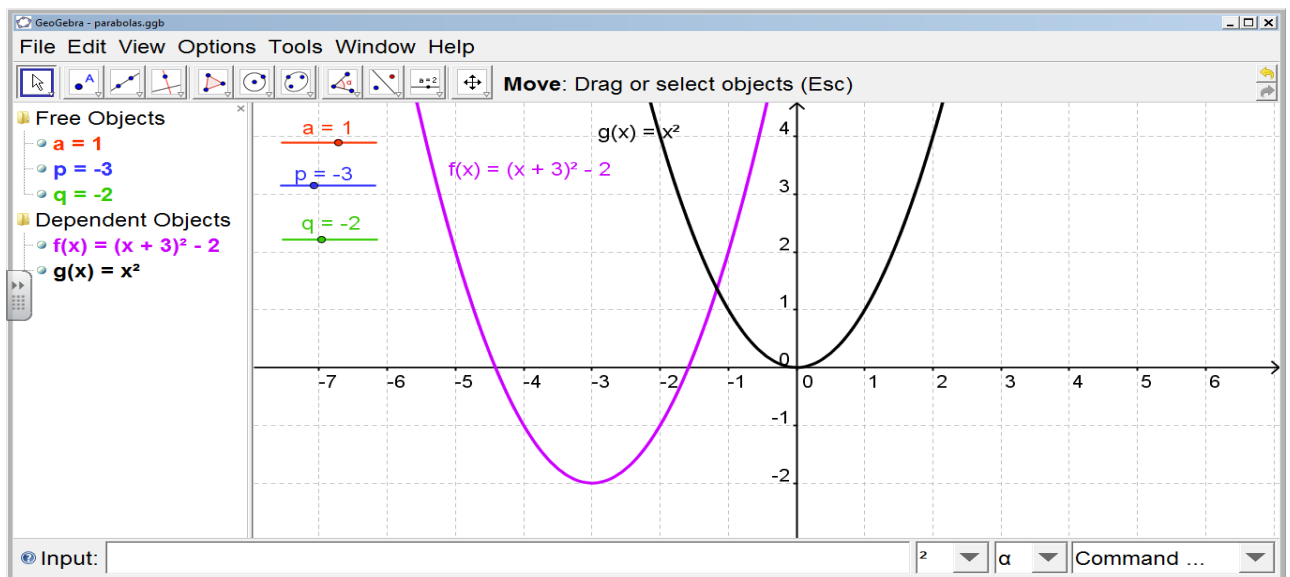 GeoGebra - parabolas.ggb
File Edit View Options Tools Window Help
A
α
a=2
Move: Drag or select objects (Esc)
Free Objects
a = 1
p = -3
q = -2
Dependent Objects
f(x) = (x + 3)² - 2
g(x) = x²
a = 1
p = -3
q = -2
g(x) = x²
f(x) = (x + 3)² - 2
4
3
2
1
0
-7 -6 -5 -4 -3 -2 -1 0 1 2 3 4 5 6
-1
-2
Input:
²
α
Command ...